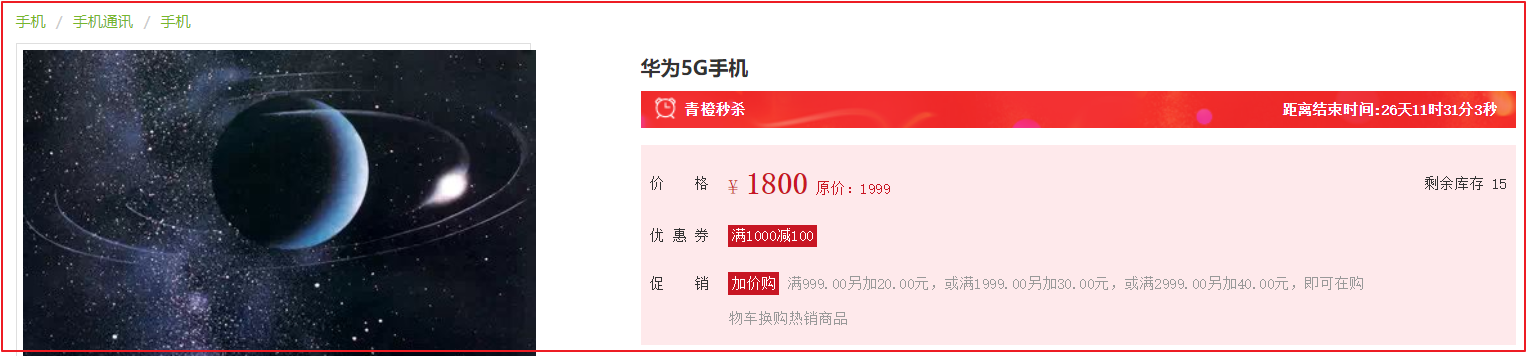 手机 / 手机通讯 / 手机
华为5G手机
青橙秒杀 距离结束时间:26天11时31分3秒
价 格 ¥ 1800 原价：1999 剩余库存 15
优 惠 券 满1000减100
促 销 加价购 满999.00另加20.00元，或满1999.00另加30.00元，或满2999.00另加40.00元，即可在购
物车换购热销商品